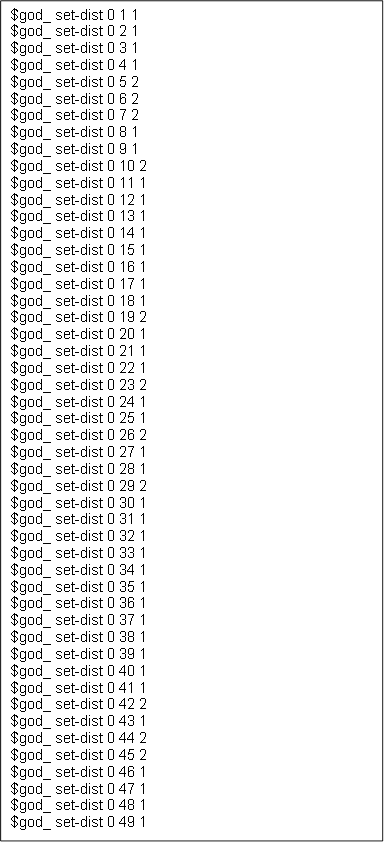 $god_ set-dist 0 1 1
$god_ set-dist 0 2 1
$god_ set-dist 0 3 1
$god_ set-dist 0 4 1
$god_ set-dist 0 5 2
$god_ set-dist 0 6 2
$god_ set-dist 0 7 2
$god_ set-dist 0 8 1
$god_ set-dist 0 9 1
$god_ set-dist 0 10 2
$god_ set-dist 0 11 1
$god_ set-dist 0 12 1
$god_ set-dist 0 13 1
$god_ set-dist 0 14 1
$god_ set-dist 0 15 1
$god_ set-dist 0 16 1
$god_ set-dist 0 17 1
$god_ set-dist 0 18 1
$god_ set-dist 0 19 2
$god_ set-dist 0 20 1
$god_ set-dist 0 21 1
$god_ set-dist 0 22 1
$god_ set-dist 0 23 2
$god_ set-dist 0 24 1
$god_ set-dist 0 25 1
$god_ set-dist 0 26 2
$god_ set-dist 0 27 1
$god_ set-dist 0 28 1
$god_ set-dist 0 29 2
$god_ set-dist 0 30 1
$god_ set-dist 0 31 1
$god_ set-dist 0 32 1
$god_ set-dist 0 33 1
$god_ set-dist 0 34 1
$god_ set-dist 0 35 1
$god_ set-dist 0 36 1
$god_ set-dist 0 37 1
$god_ set-dist 0 38 1
$god_ set-dist 0 39 1
$god_ set-dist 0 40 1
$god_ set-dist 0 41 1
$god_ set-dist 0 42 2
$god_ set-dist 0 43 1
$god_ set-dist 0 44 2
$god_ set-dist 0 45 2
$god_ set-dist 0 46 1
$god_ set-dist 0 47 1
$god_ set-dist 0 48 1
$god_ set-dist 0 49 1